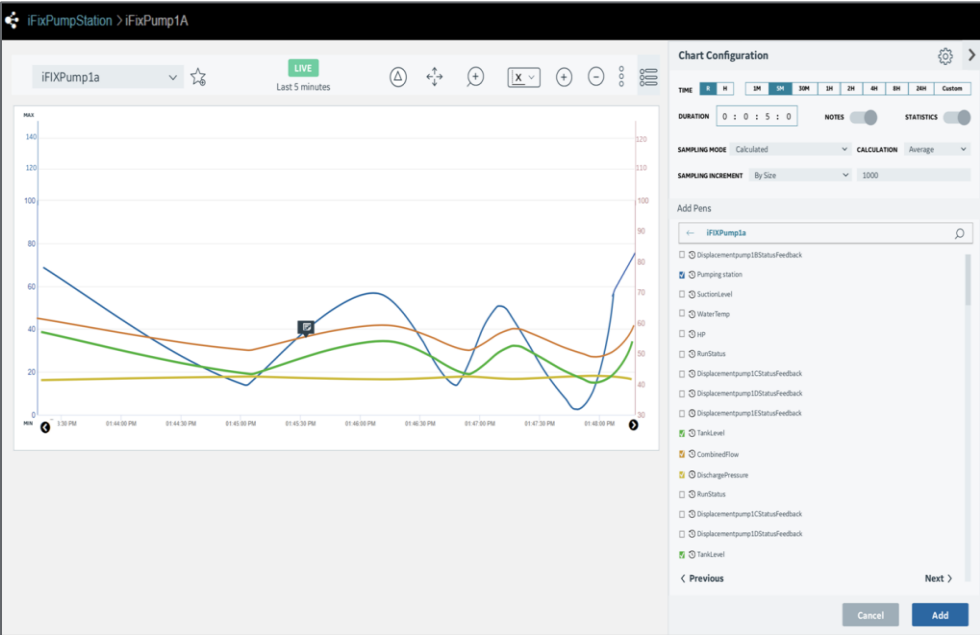 iFixPumpStation > iFixPump1A
iFIXPump1a
LIVE
Last 5 minutes
X
MAX
140
120
100
80
60
40
20
0
MIN
120
110
100
90
80
70
60
50
40
30
1:30 PM 01:44:00 PM 01:44:30 PM 01:45:00 PM 01:45:30 PM 01:46:00 PM 01:46:30 PM 01:47:00 PM 01:47:30 PM 01:48:00 PM
Chart Configuration
TIME R H 1M 5M 30M 1H 2H 4H 8H 24H Custom
DURATION 0 : 0 : 5 : 0 NOTES STATISTICS
SAMPLING MODE Calculated CALCULATION Average
SAMPLING INCREMENT By Size 1000
Add Pens
iFIXPump1a
Displacementpump1BStatusFeedback
Pumping station
SuctionLevel
WaterTemp
HP
RunStatus
Displacementpump1CStatusFeedback
Displacementpump1DStatusFeedback
Displacementpump1EStatusFeedback
TankLevel
CombinedFlow
DischargePressure
RunStatus
Displacementpump1CStatusFeedback
Displacementpump1DStatusFeedback
TankLevel
Previous Next
Cancel Add